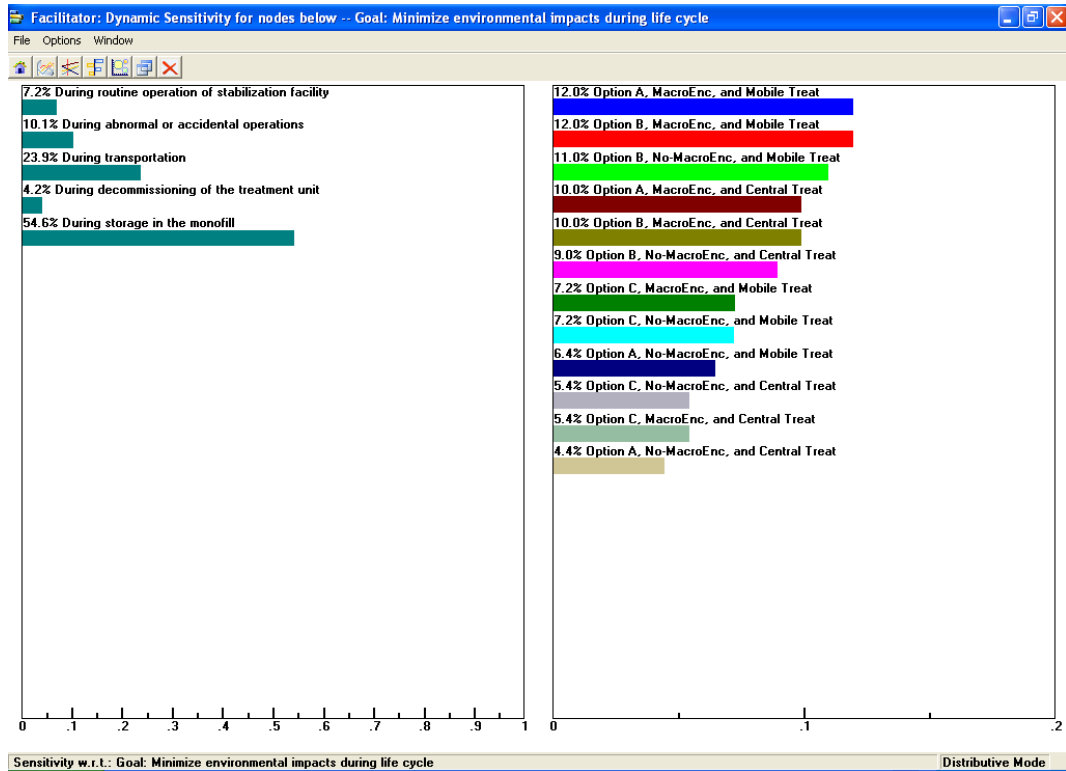 Facilitator: Dynamic Sensitivity for nodes below -- Goal: Minimize environmental impacts during life cycle
File Options Window
7.2% During routine operation of stabilization facility
10.1% During abnormal or accidental operations
23.9% During transportation
4.2% During decommissioning of the treatment unit
54.6% During storage in the monofill
0 .1 .2 .3 .4 .5 .6 .7 .8 .9 1
12.0% Option A, MacroEnc, and Mobile Treat
12.0% Option B, MacroEnc, and Mobile Treat
11.0% Option B, No-MacroEnc, and Mobile Treat
10.0% Option A, MacroEnc, and Central Treat
10.0% Option B, MacroEnc, and Central Treat
9.0% Option B, No-MacroEnc, and Central Treat
7.2% Option C, MacroEnc, and Mobile Treat
7.2% Option C, No-MacroEnc, and Mobile Treat
6.4% Option A, No-MacroEnc, and Mobile Treat
5.4% Option C, No-MacroEnc, and Central Treat
5.4% Option C, MacroEnc, and Central Treat
4.4% Option A, No-MacroEnc, and Central Treat
0 .1 .2
Sensitivity w.r.t.: Goal: Minimize environmental impacts during life cycle
Distributive Mode